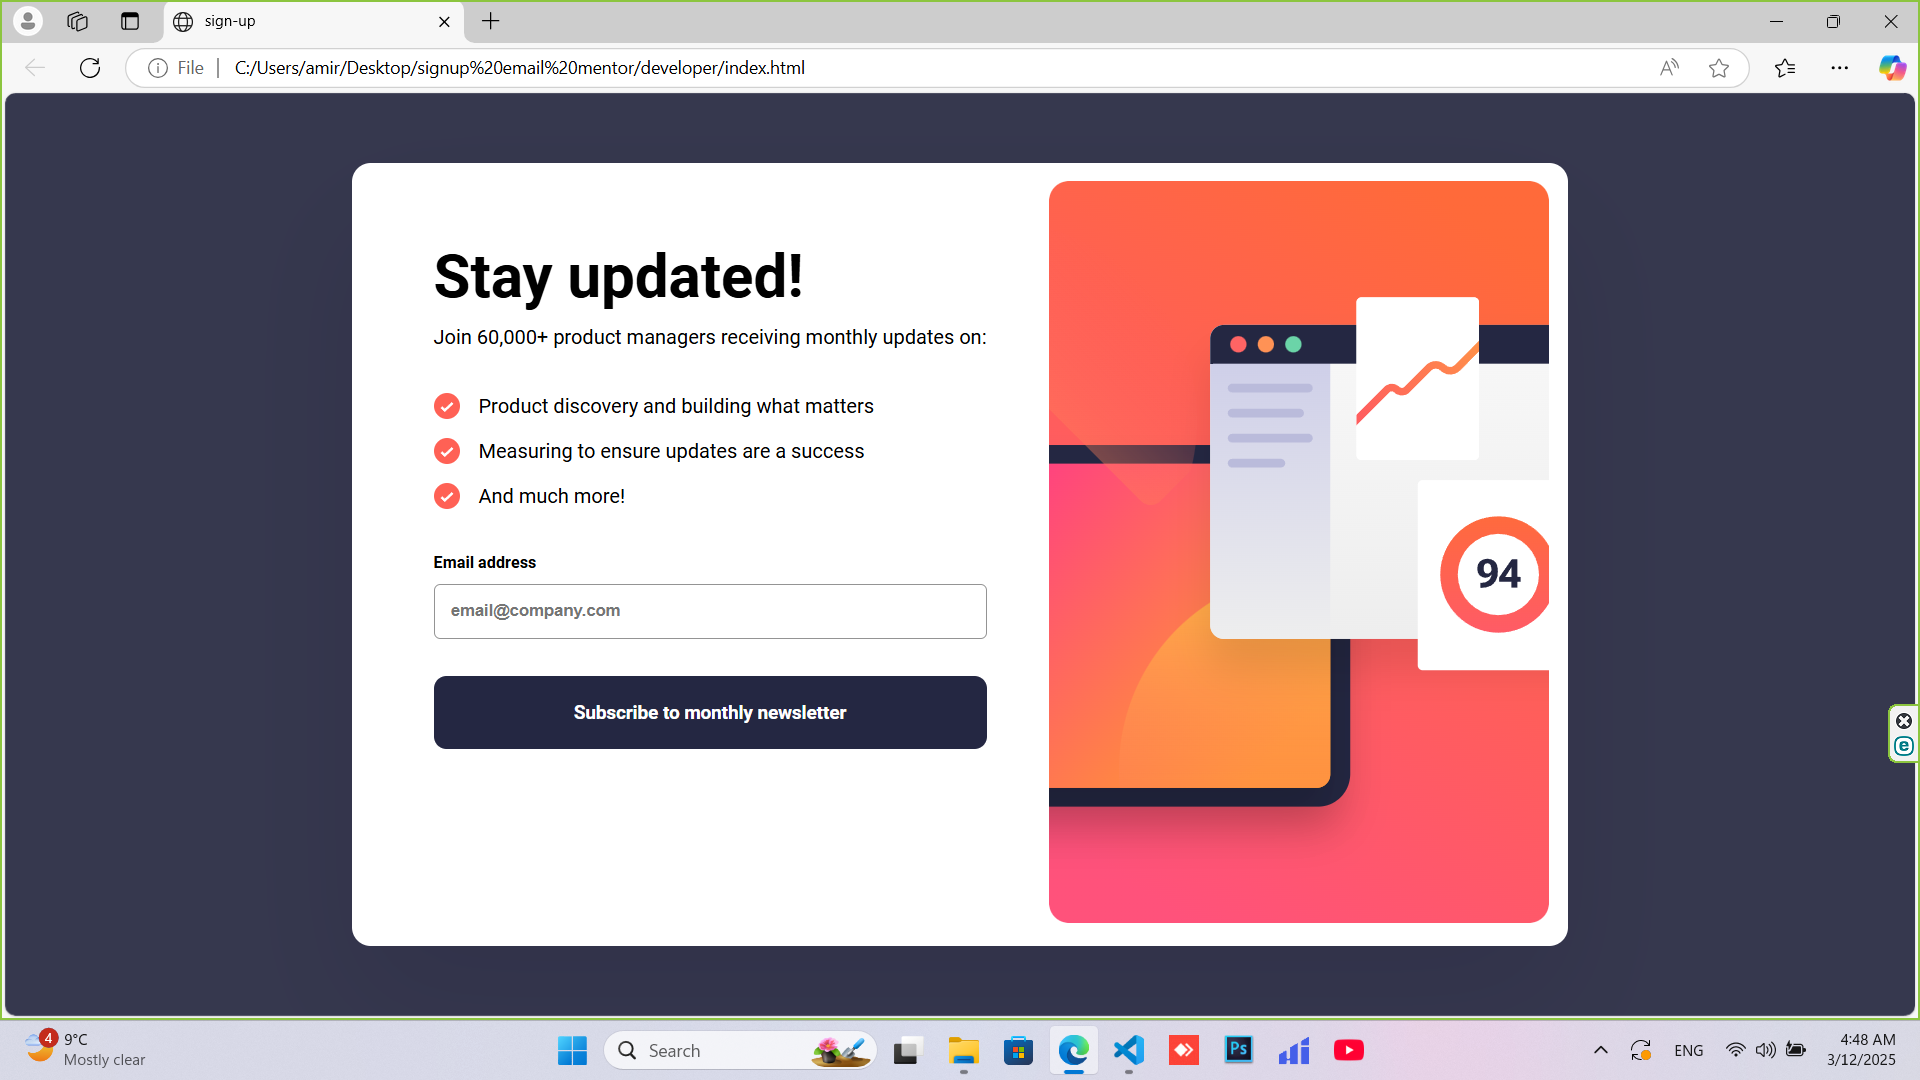 sign-up
File
C:/Users/amir/Desktop/signup%20email%20mentor/developer/index.html
Stay updated!
Join 60,000+ product managers receiving monthly updates on:
Product discovery and building what matters
Measuring to ensure updates are a success
And much more!
Email address
email@company.com
Subscribe to monthly newsletter
94
e
4
9°C
Mostly clear
Search
Ps
ENG
4:48 AM
3/12/2025